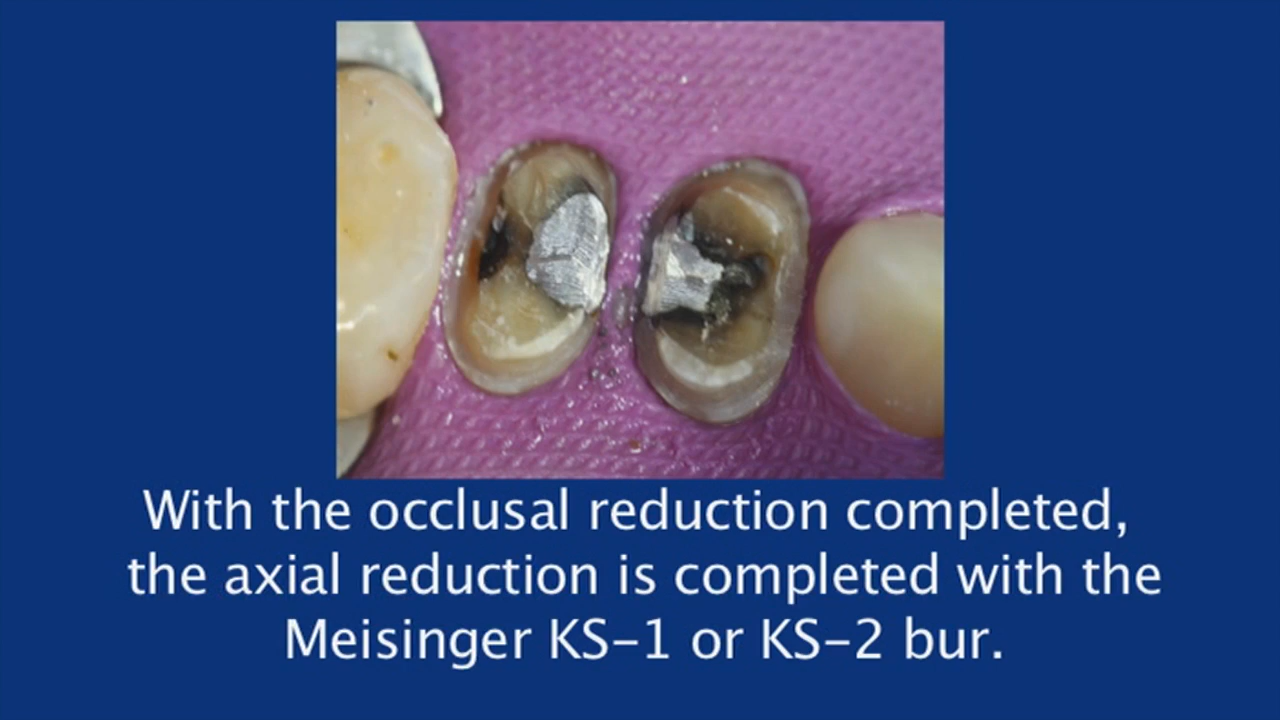 With the occlusal reduction completed,
the axial reduction is completed with the
Meisinger KS-1 or KS-2 bur.